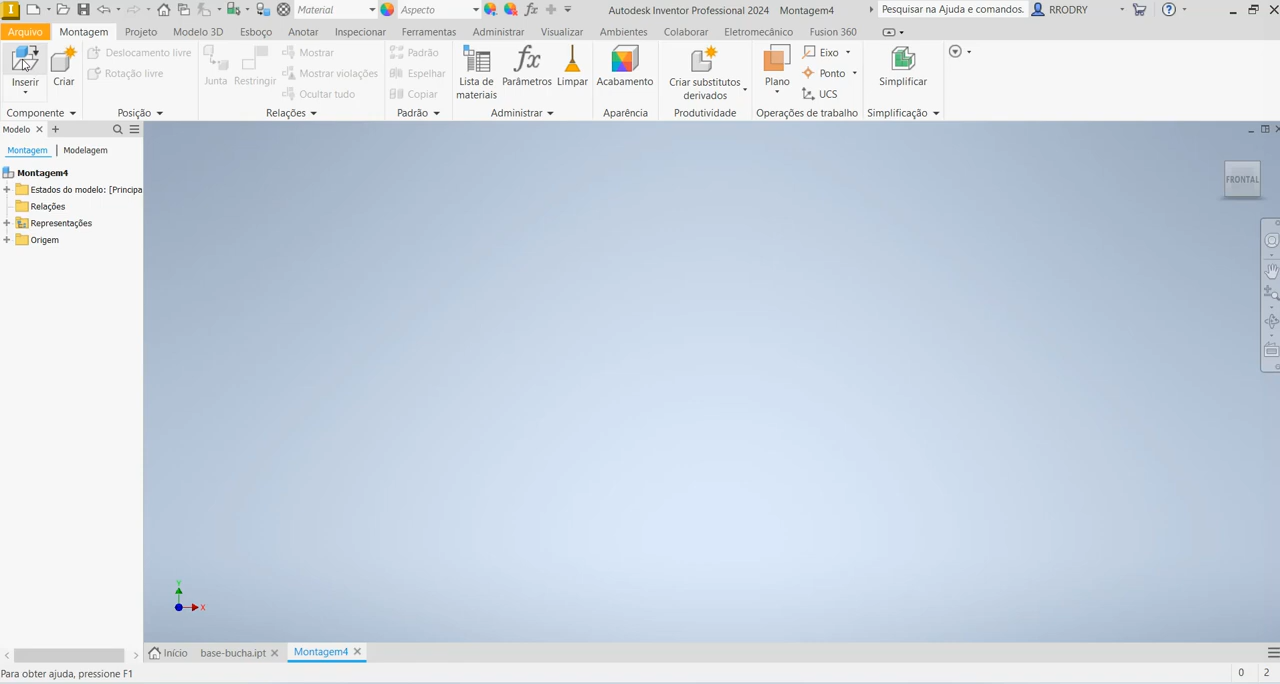 Material Aspecto Autodesk Inventor Professional 2024 Montagem4 Pesquisar na Ajuda e comandos. RRODRY
Arquivo Montagem Projeto Modelo 3D Esboço Anotar Inspecionar Ferramentas Administrar Visualizar Ambientes Colaborar Eletromecânico Fusion 360
Inserir
Criar
Deslocamento livre
Rotação livre
Junta
Restringir
Mostrar
Mostrar violações
Ocultar tudo
Padrão
Espelhar
Copiar
Lista de
materiais
Parâmetros
Limpar
Acabamento
Criar substitutos
derivados
Plano
Eixo
Ponto
UCS
Simplificar
Componente Posição Relações Padrão Administrar Aparência Produtividade Operações de trabalho Simplificação
Modelo
Montagem Modelagem
Montagem4
Estados do modelo: [Principa
Relações
Representações
Origem
FRONTAL
Y
X
Início base-bucha.ipt Montagem4
Para obter ajuda, pressione F1 0 2